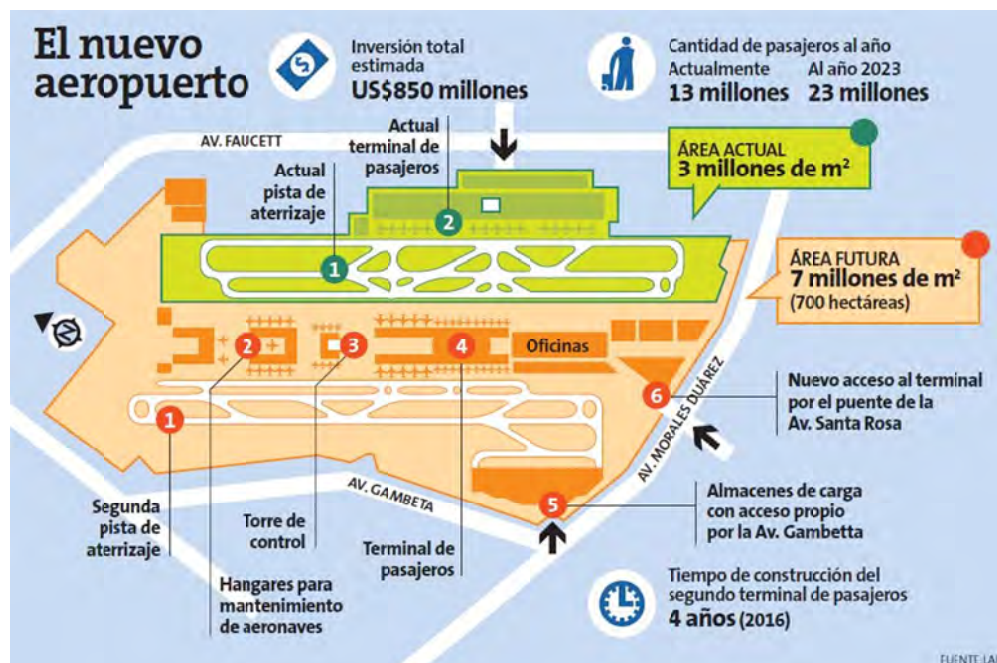 El nuevo
aeropuerto
Inversión total
estimada
US$850 millones
Cantidad de pasajeros al año
Actualmente
13 millones
Al año 2023
23 millones
AV. FAUCETT
Actual
terminal de
pasajeros
Actual
pista de
aterrizaje
ÁREA ACTUAL
3 millones de m²
2
1
ÁREA FUTURA
7 millones de m²
(700 hectáreas)
N
2
3
4
Oficinas
6
1
Nuevo acceso al terminal
por el puente de la
Av. Santa Rosa
AV. MORALES DUÁREZ
AV. GAMBETA
5
Almacenes de carga
con acceso propio
por la Av. Gambetta
Segunda
pista de
aterrizaje
Torre de
control
Terminal de
pasajeros
Hangares para
mantenimiento
de aeronaves
Tiempo de construcción del
segundo terminal de pasajeros
4 años (2016)
FUENTE